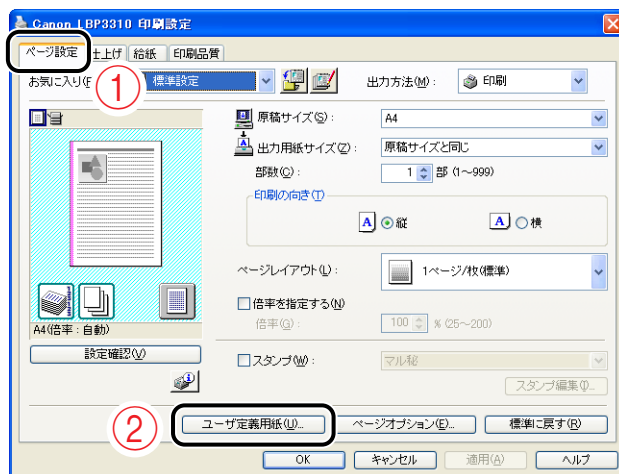 Canon LBP3310 印刷設定
ページ設定 仕上げ 給紙 印刷品質
お気に入り(F 標準設定 出力方法(M): 印刷
①
原稿サイズ(S): A4
出力用紙サイズ(Z): 原稿サイズと同じ
部数(C): 1 部 (1～999)
印刷の向き(T)
A 縦 A 横
ページレイアウト(L): 1ページ/枚(標準)
倍率を指定する(N)
倍率(G): 100 % (25～200)
A4(倍率:自動)
設定確認(V)
スタンプ(W): マル秘
スタンプ編集(I)...
②
ユーザ定義用紙(U)... ページオプション(E)... 標準に戻す(R)
OK キャンセル 適用(A) ヘルプ